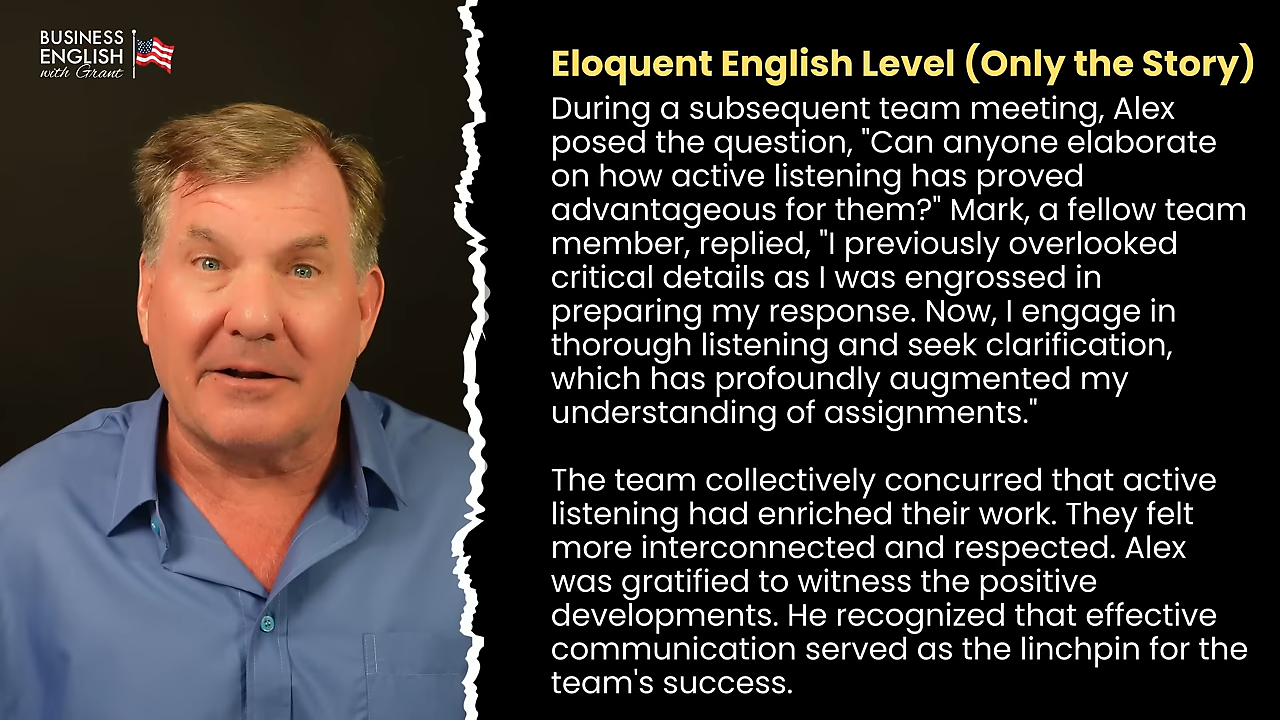 BUSINESS
ENGLISH
with Grant
Eloquent English Level (Only the Story)
During a subsequent team meeting, Alex
posed the question, "Can anyone elaborate
on how active listening has proved
advantageous for them?" Mark, a fellow team
member, replied, "I previously overlooked
critical details as I was engrossed in
preparing my response. Now, I engage in
thorough listening and seek clarification,
which has profoundly augmented my
understanding of assignments."
The team collectively concurred that active
listening had enriched their work. They felt
more interconnected and respected. Alex
was gratified to witness the positive
developments. He recognized that effective
communication served as the linchpin for the
team's success.